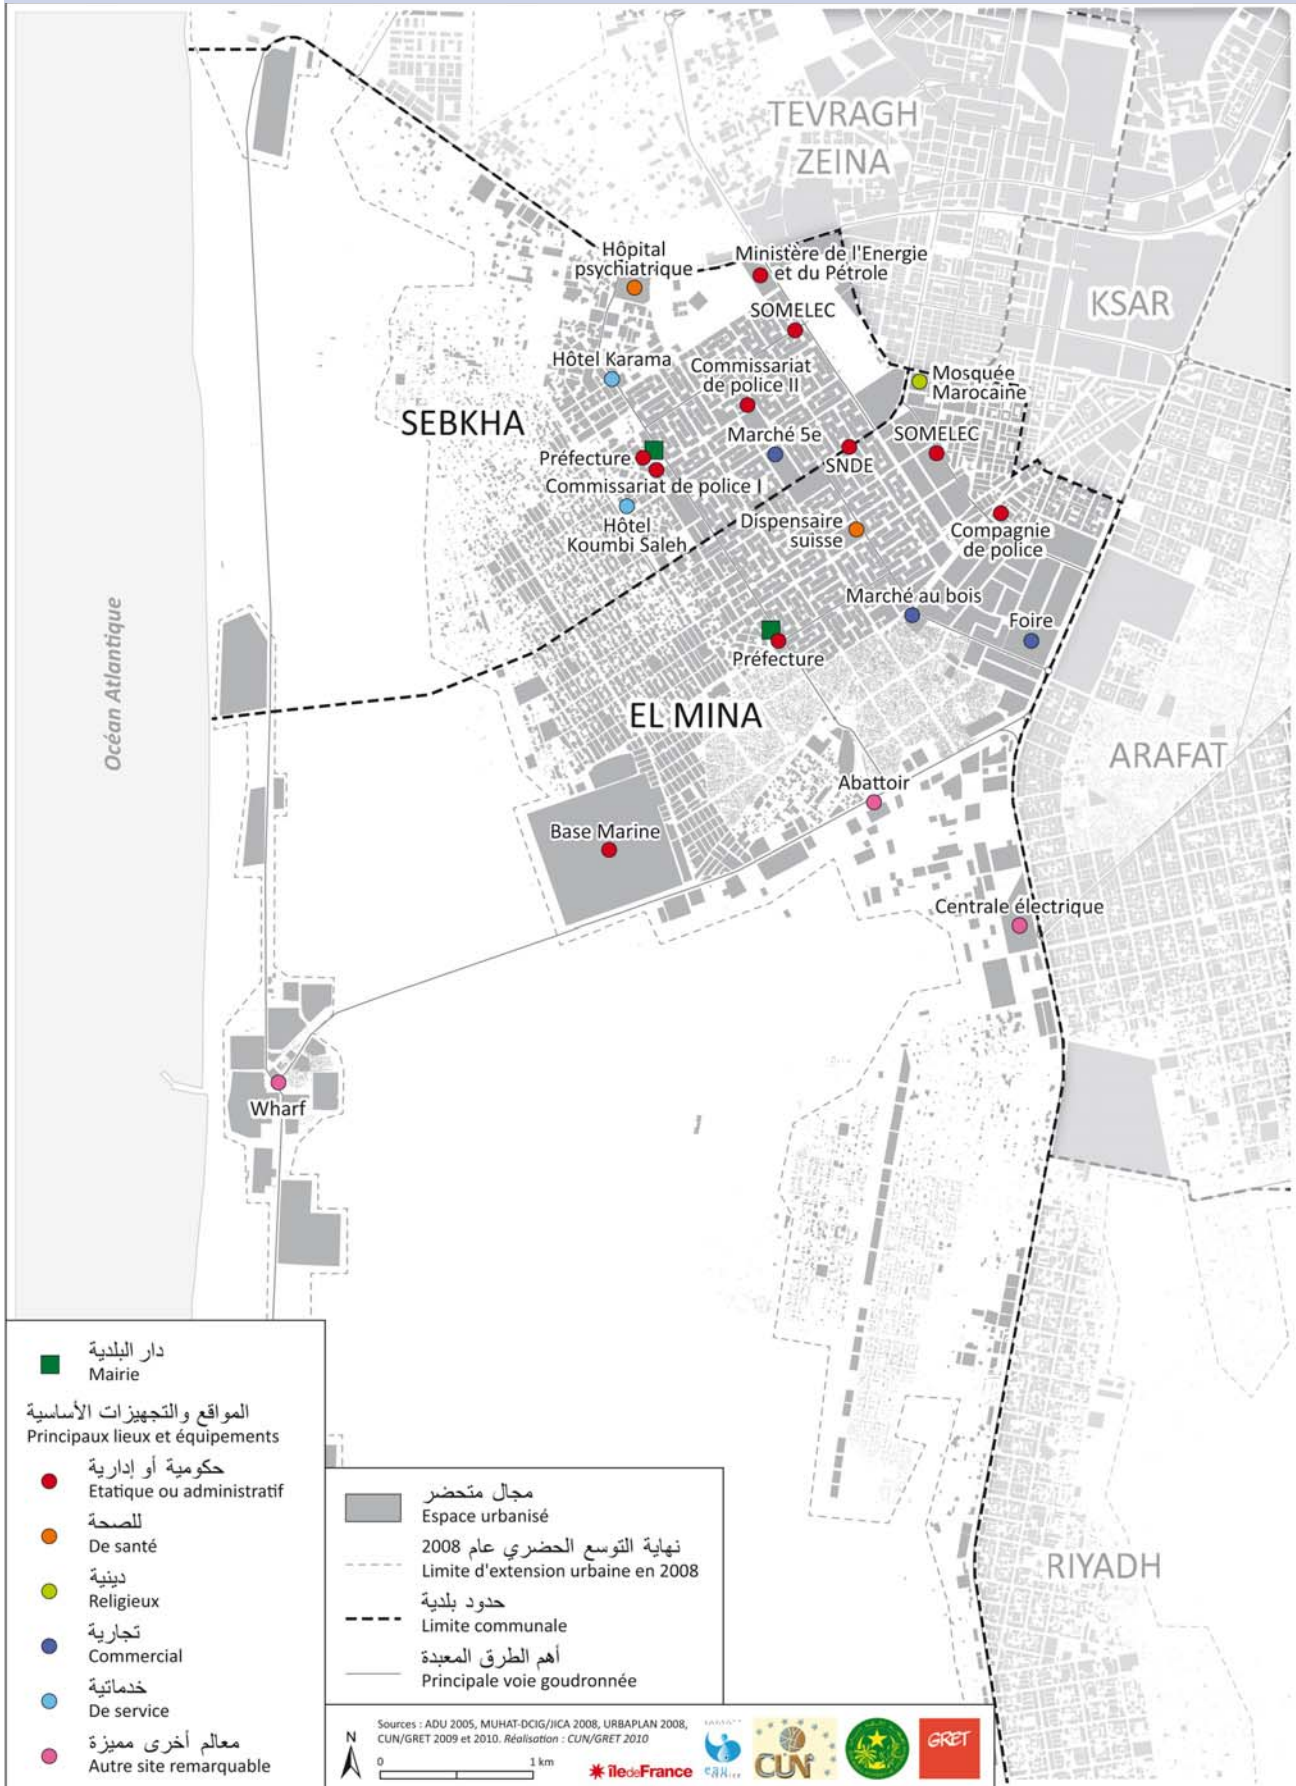 TEVRAGH
ZEINA
Hôpital
psychiatrique
Ministère de l'Energie
et du Pétrole
KSAR
SOMELEC
Hôtel Karama
Commissariat
de police II
Mosquée
Marocaine
SEBKHA
Marché 5e
SOMELEC
Préfecture
SNDE
Commissariat de police I
Hôtel
Koumbi Saleh
Dispensaire
suisse
Compagnie
de police
Marché au bois
Foire
Océan Atlantique
Préfecture
EL MINA
ARAFAT
Abattoir
Base Marine
Centrale électrique
Wharf
RIYADH
دار البلدية
Mairie
المواقع والتجهيزات الأساسية
Principaux lieux et équipements
حكومية أو إدارية
Etatique ou administratif
للصحة
De santé
دينية
Religieux
تجارية
Commercial
خدماتية
De service
معالم أخرى مميزة
Autre site remarquable
مجال متحضر
Espace urbanisé
نهاية التوسع الحضري عام 2008
Limite d'extension urbaine en 2008
حدود بلدية
Limite communale
أهم الطرق المعبدة
Principale voie goudronnée
N
Sources : ADU 2005, MUHAT-DCIG/JICA 2008, URBAPLAN 2008,
CUN/GRET 2009 et 2010. Réalisation : CUN/GRET 2010
0 1 km
îledeFrance
eau
CUN
GRET